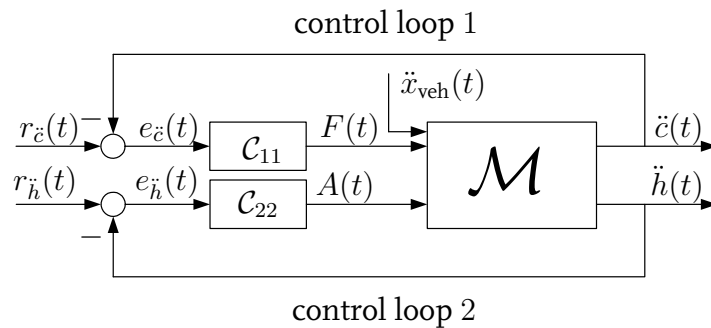 control loop 1
ẍ_veh(t)
− r_c̈(t) e_c̈(t) C₁₁ F(t) c̈(t)
r_ḧ(t) e_ḧ(t) C₂₂ A(t) M ḧ(t)
−
control loop 2